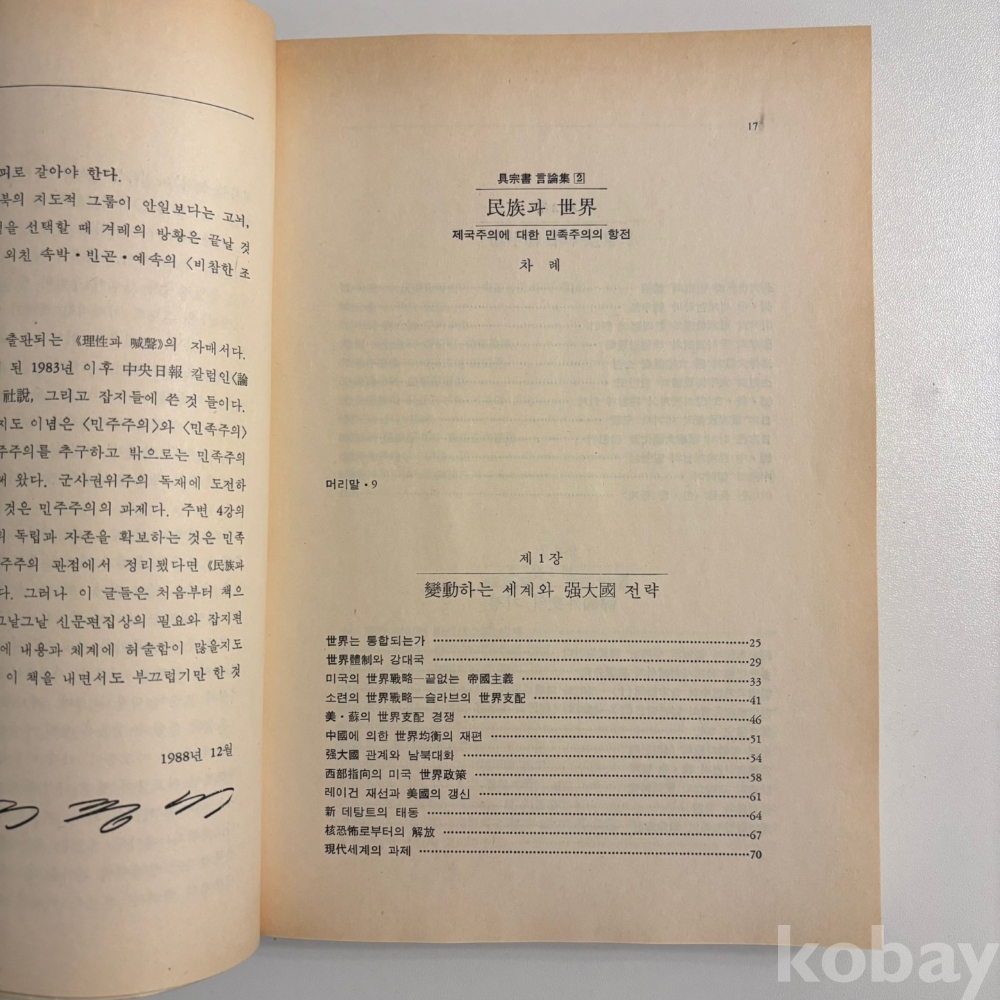 피로 갈아야 한다.
북의 지도적 그룹이 안일보다는 고뇌,
을 선택할 때 겨레의 방황은 끝날 것
외친 속박·빈곤·예속의 〈비참한 조
출판되는 《理性과 喊聲》의 자매서다.
된 1983년 이후 中央日報 칼럼인〈論
社說, 그리고 잡지들에 쓴 것 들이다.
지도 이념은 〈민주주의〉와 〈민족주의〉
주주의를 추구하고 밖으로는 민족주의
해 왔다. 군사권위주의 독재에 도전하
것은 민주주의의 과제다. 주변 4강의
의 독립과 자존을 확보하는 것은 민족
주주의 관점에서 정리됐다면 《民族과
다. 그러나 이 글들은 처음부터 책으
그날그날 신문편집상의 필요와 잡지편
에 내용과 체계에 허술함이 많을지도
이 책을 내면서도 부끄럽기만 한 것
1988년 12월
17
具宗書 言論集 2
民族과 世界
제국주의에 대한 민족주의의 항전
차 례
머리말·9
제 1 장
變動하는 세계와 强大國 전략
世界는 통합되는가 25
世界體制와 강대국 29
미국의 世界戰略—끝없는 帝國主義 33
소련의 世界戰略—슬라브의 世界支配 41
美·蘇의 世界支配 경쟁 46
中國에 의한 世界均衡의 재편 51
强大國 관계와 남북대화 54
西部指向의 미국 世界政策 58
레이건 재선과 美國의 갱신 61
新 데탕트의 태동 64
核恐怖로부터의 解放 67
現代세계의 과제 70
kobay